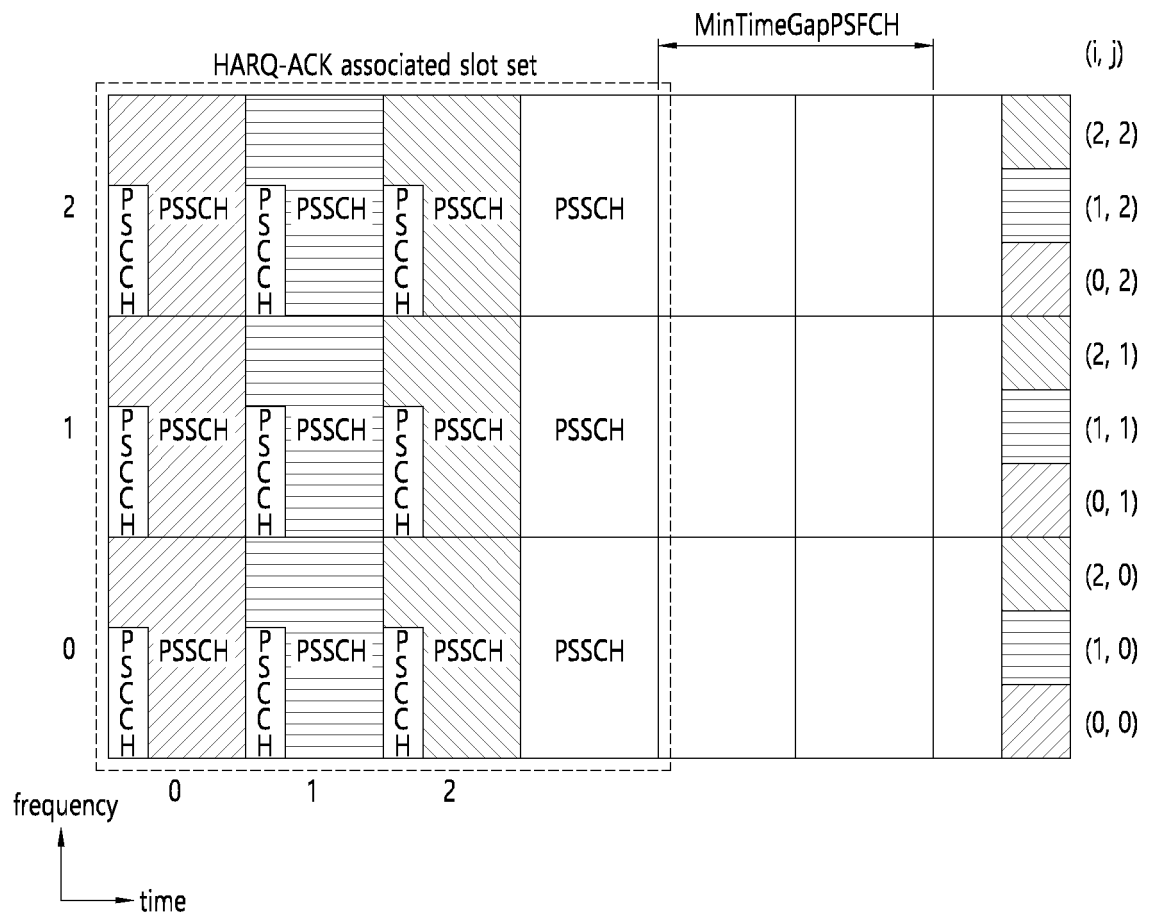 MinTimeGapPSFCH
(i, j)
HARQ-ACK associated slot set
(2, 2)
2
PSCCH PSSCH PSCCH PSSCH PSCCH PSSCH PSSCH
(1, 2)
(0, 2)
(2, 1)
1
PSCCH PSSCH PSCCH PSSCH PSCCH PSSCH PSSCH
(1, 1)
(0, 1)
(2, 0)
0
PSCCH PSSCH PSCCH PSSCH PSCCH PSSCH PSSCH
(1, 0)
(0, 0)
0 1 2
frequency
time